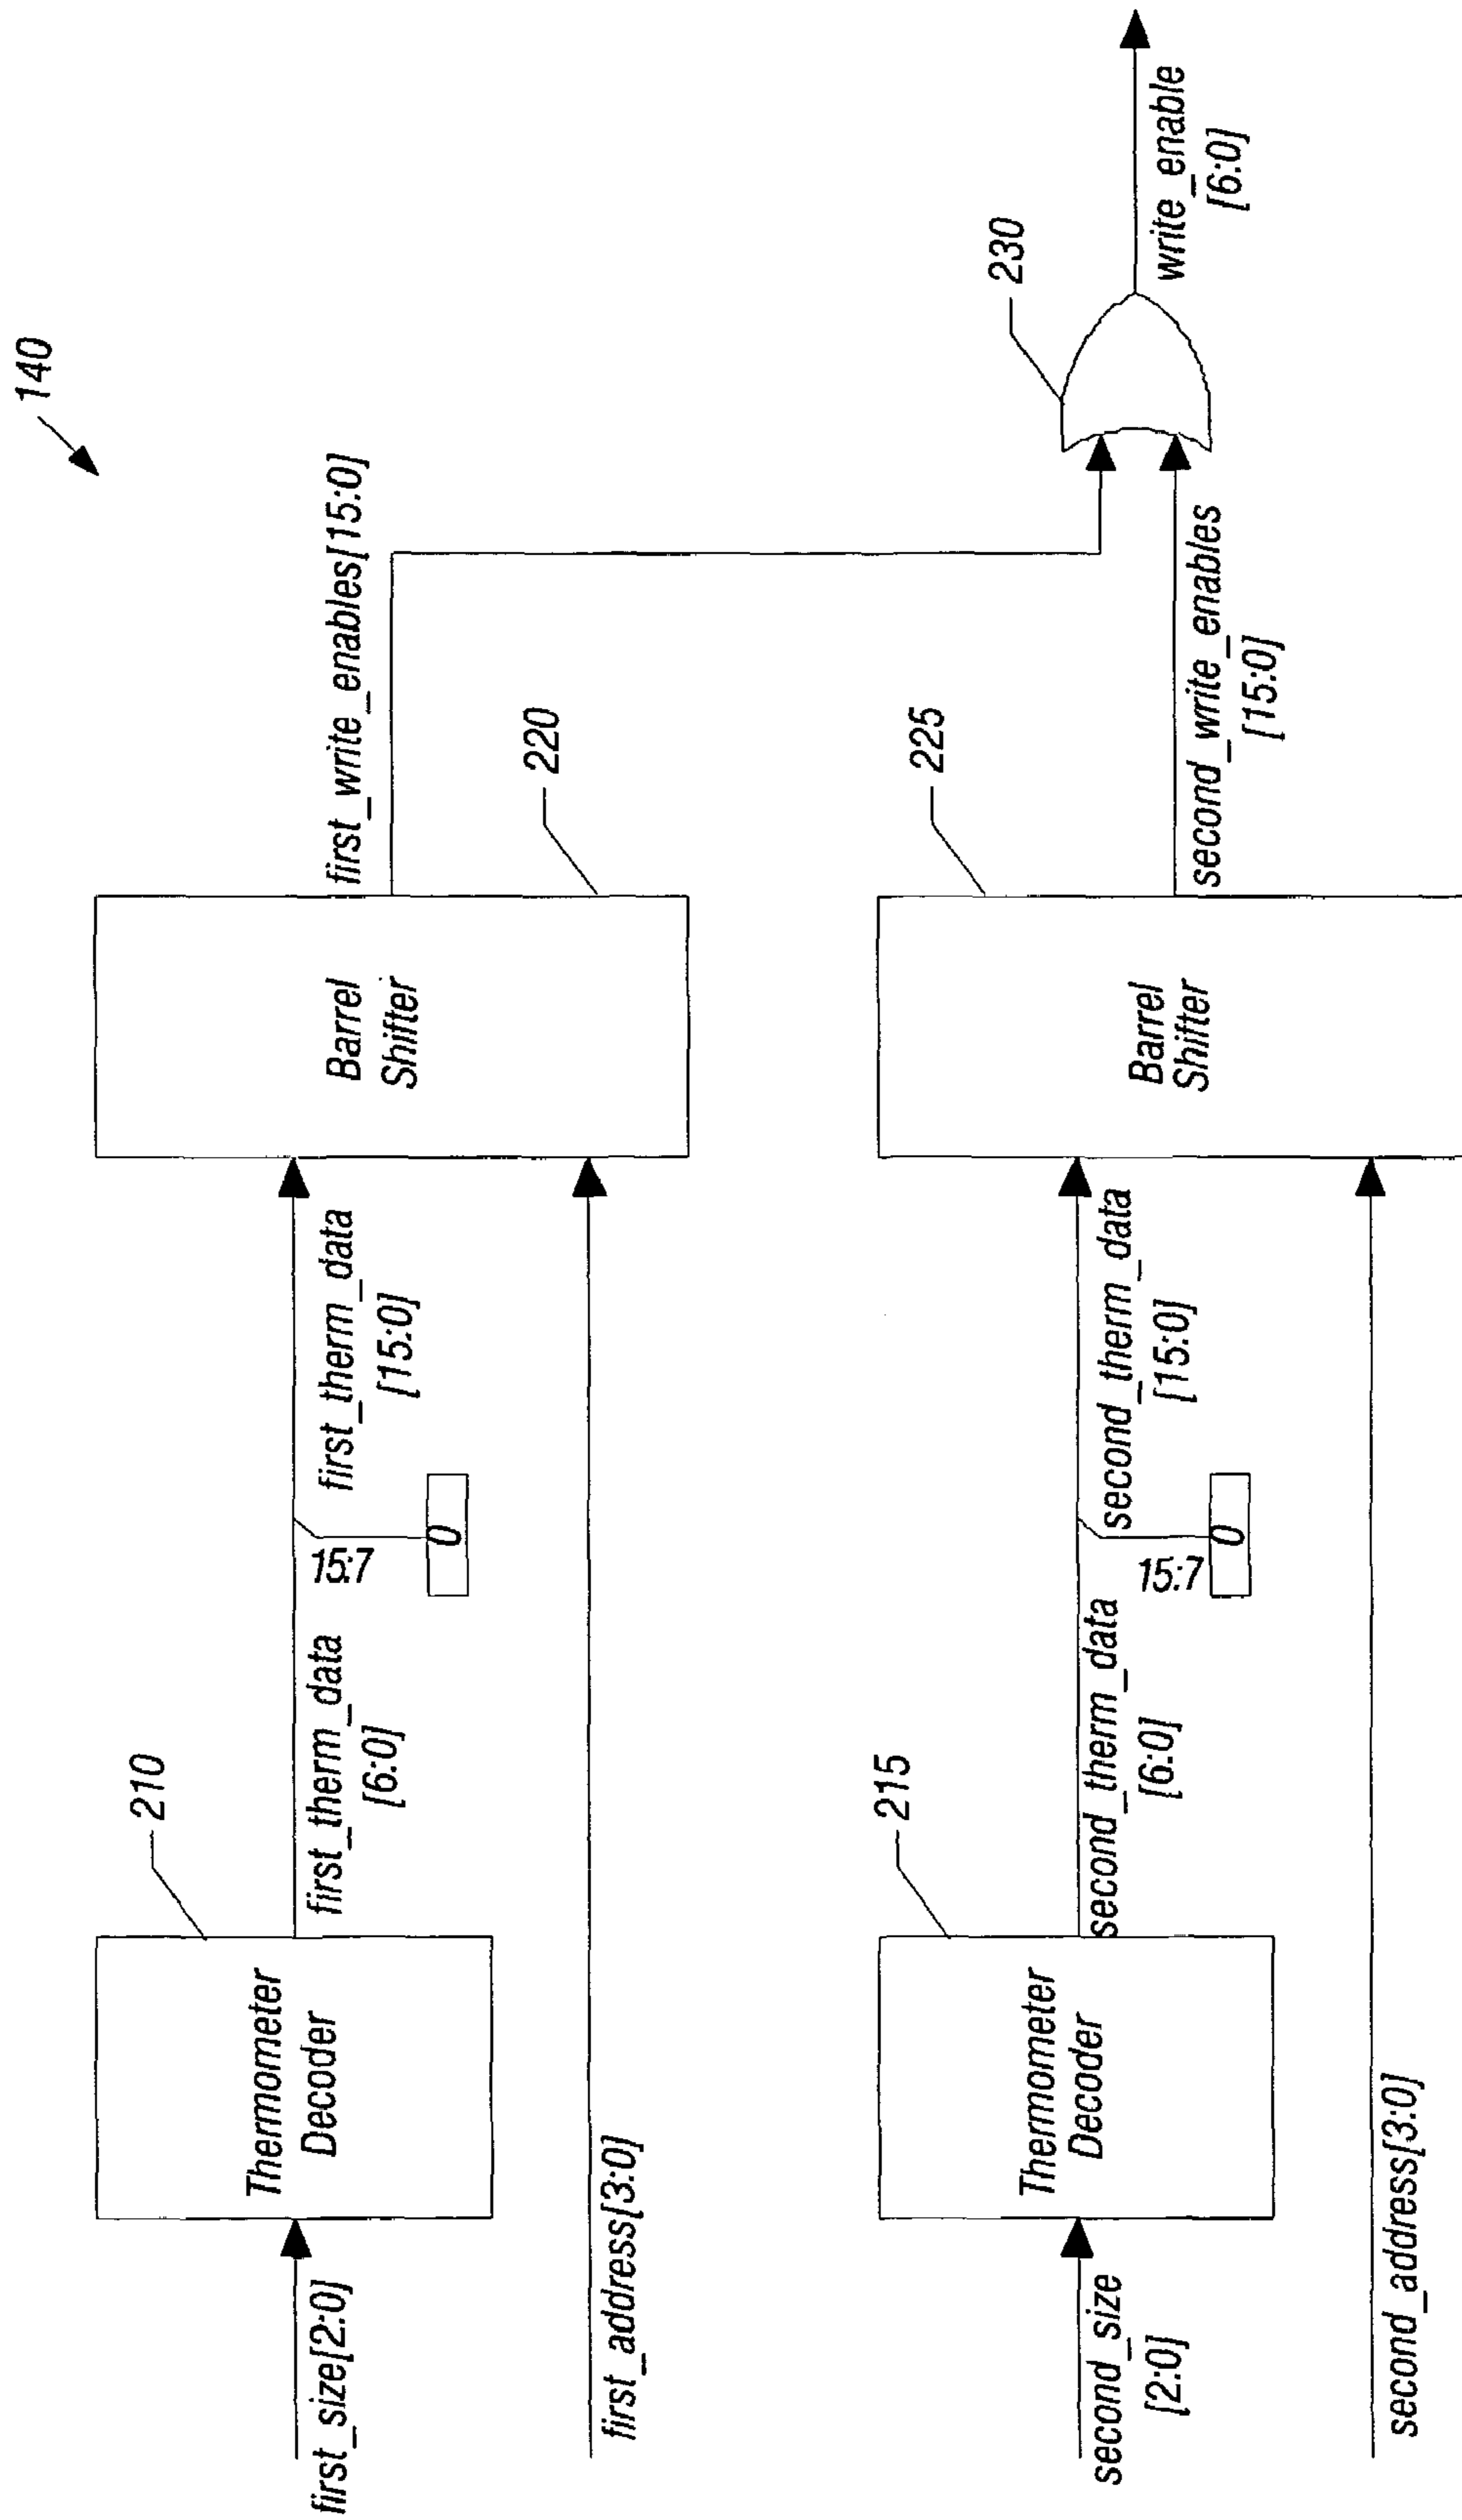 140
first_size[2:0]
Thermometer
Decoder
210
first_therm_data
[6:0]
15:7
0
first_therm_data
[15:0]
Barrel
Shifter
220
first_write_enables[15:0]
first_address[3:0]
second_size
[2:0]
Thermometer
Decoder
215
second_therm_data
[6:0]
15:7
0
second_therm_data
[15:0]
Barrel
Shifter
225
second_write_enables
[15:0]
230
write_enable
[6:0]
second_address[3:0]